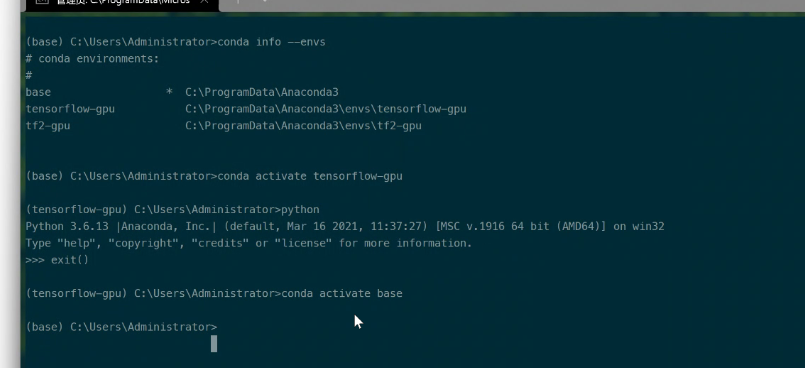 管理员: C:\ProgramData\Micros
(base) C:\Users\Administrator>conda info --envs
# conda environments:
#
base * C:\ProgramData\Anaconda3
tensorflow-gpu C:\ProgramData\Anaconda3\envs\tensorflow-gpu
tf2-gpu C:\ProgramData\Anaconda3\envs\tf2-gpu
(base) C:\Users\Administrator>conda activate tensorflow-gpu
(tensorflow-gpu) C:\Users\Administrator>python
Python 3.6.13 |Anaconda, Inc.| (default, Mar 16 2021, 11:37:27) [MSC v.1916 64 bit (AMD64)] on win32
Type "help", "copyright", "credits" or "license" for more information.
>>> exit()
(tensorflow-gpu) C:\Users\Administrator>conda activate base
(base) C:\Users\Administrator>